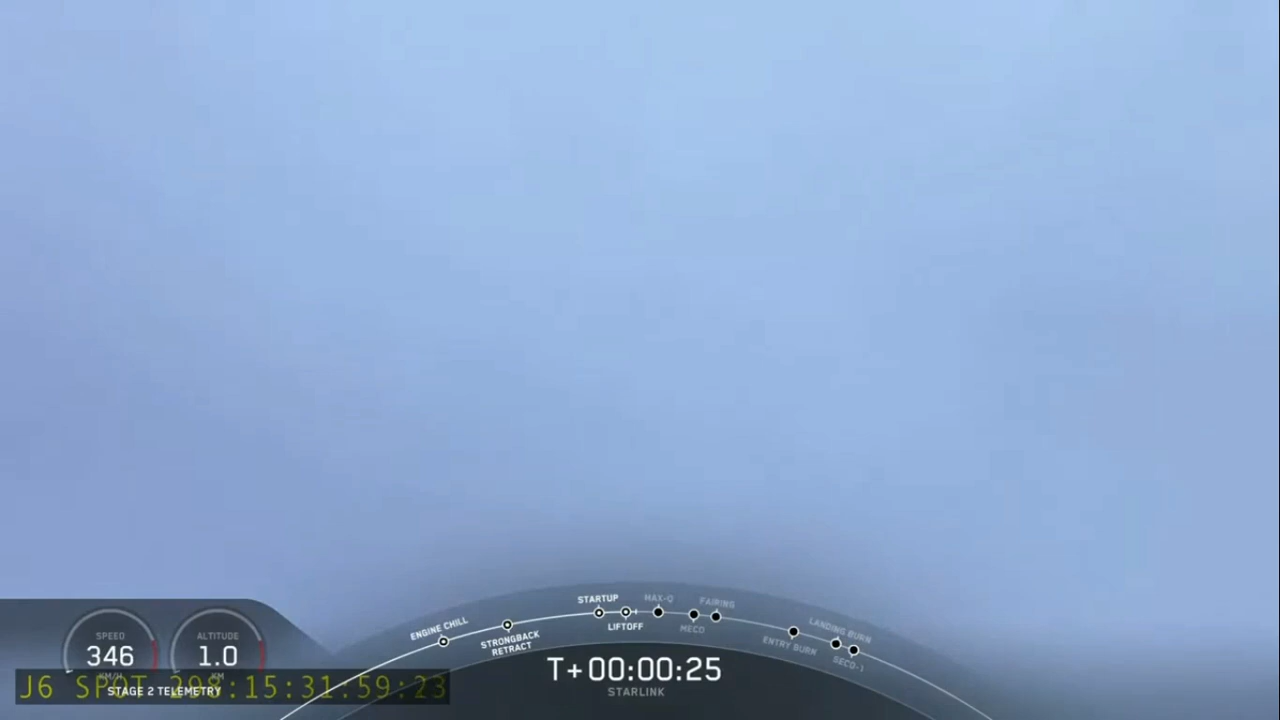 ENGINE CHILL
STRONGBACK
RETRACT
STARTUP
LIFTOFF
MAX-Q
MECO
FAIRING
ENTRY BURN
LANDING BURN
SECO-1
SPEED
346
KM/H
ALTITUDE
1.0
KM
STAGE 2 TELEMETRY
J6 SPOT 298:15:31:59:23
T+00:00:25
STARLINK